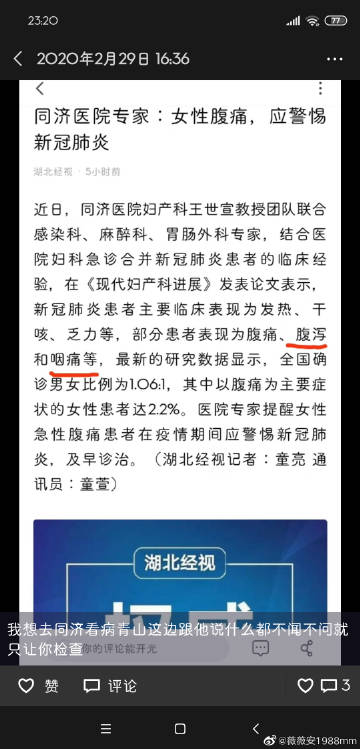 23:20
77
2020年2月29日 16:36
同济医院专家：女性腹痛，应警惕
新冠肺炎
湖北经视 · 5小时前
近日，同济医院妇产科王世宣教授团队联合
感染科、麻醉科、胃肠外科专家，结合医
院妇科急诊合并新冠肺炎患者的临床经
验，在《现代妇产科进展》发表论文表示，
新冠肺炎患者主要临床表现为发热、干
咳、乏力等，部分患者表现为腹痛、腹泻
和咽痛等，最新的研究数据显示，全国确
诊男女比例为1.06:1，其中以腹痛为主要症
状的女性患者达2.2%。医院专家提醒女性
急性腹痛患者在疫情期间应警惕新冠肺
炎，及早诊治。（湖北经视记者：童亮 通
讯员：童萱）
湖北经视
我想去同济看病青山这边跟他说什么都不闻不问就
只让你检查
你的评论能开光
赞
评论
3
@薇薇安1988mm